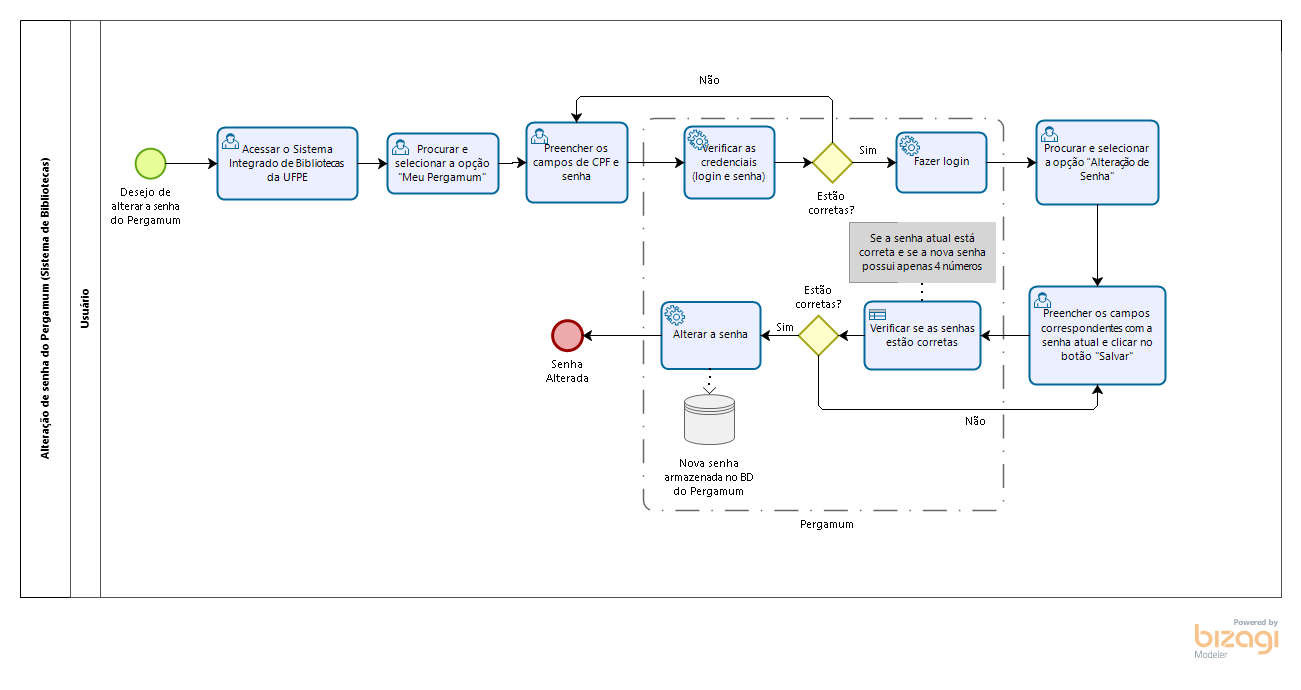 Alteração de senha do Pergamum (Sistema de Bibliotecas)
Usuário
Desejo de
alterar a senha
do Pergamum
Acessar o Sistema
Integrado de Bibliotecas
da UFPE
Procurar e
selecionar a opção
"Meu Pergamum"
Preencher os
campos de CPF e
senha
Não
Verificar as
credenciais
(login e senha)
Estão
corretas?
Sim
Fazer login
Procurar e selecionar
a opção "Alteração de
Senha"
Se a senha atual está
correta e se a nova senha
possui apenas 4 números
Preencher os campos
correspondentes com a
senha atual e clicar no
botão "Salvar"
Verificar se as senhas
estão corretas
Estão
corretas?
Sim
Não
Alterar a senha
Senha
Alterada
Nova senha
armazenada no BD
do Pergamum
Pergamum
Powered by
bizagi
Modeler